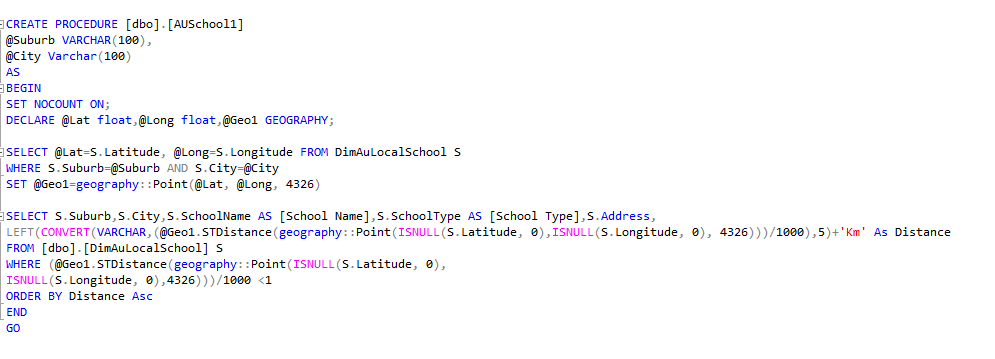 CREATE PROCEDURE [dbo].[AUSchool1]
@Suburb VARCHAR(100),
@City Varchar(100)
AS
BEGIN
SET NOCOUNT ON;
DECLARE @Lat float,@Long float,@Geo1 GEOGRAPHY;
SELECT @Lat=S.Latitude, @Long=S.Longitude FROM DimAuLocalSchool S
WHERE S.Suburb=@Suburb AND S.City=@City
SET @Geo1=geography::Point(@Lat, @Long, 4326)
SELECT S.Suburb,S.City,S.SchoolName AS [School Name],S.SchoolType AS [School Type],S.Address,
LEFT(CONVERT(VARCHAR,(@Geo1.STDistance(geography::Point(ISNULL(S.Latitude, 0),ISNULL(S.Longitude, 0), 4326)))/1000),5)+'Km' As Distance
FROM [dbo].[DimAuLocalSchool] S
WHERE (@Geo1.STDistance(geography::Point(ISNULL(S.Latitude, 0),
ISNULL(S.Longitude, 0),4326)))/1000 <1
ORDER BY Distance Asc
END
GO